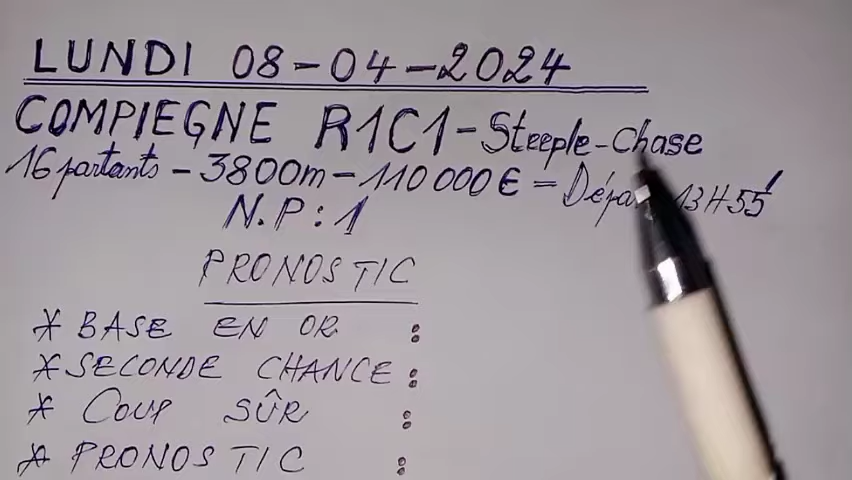 LUNDI 08-04-2024
COMPIEGNE R1C1-Steeple-Chase
16 partants - 3800m - 110 000€ = 13H55'
N.P: 1
PRONOSTIC
* BASE EN OR :
* SECONDE CHANCE :
* COUP SÛR :
* PRONOSTIC :